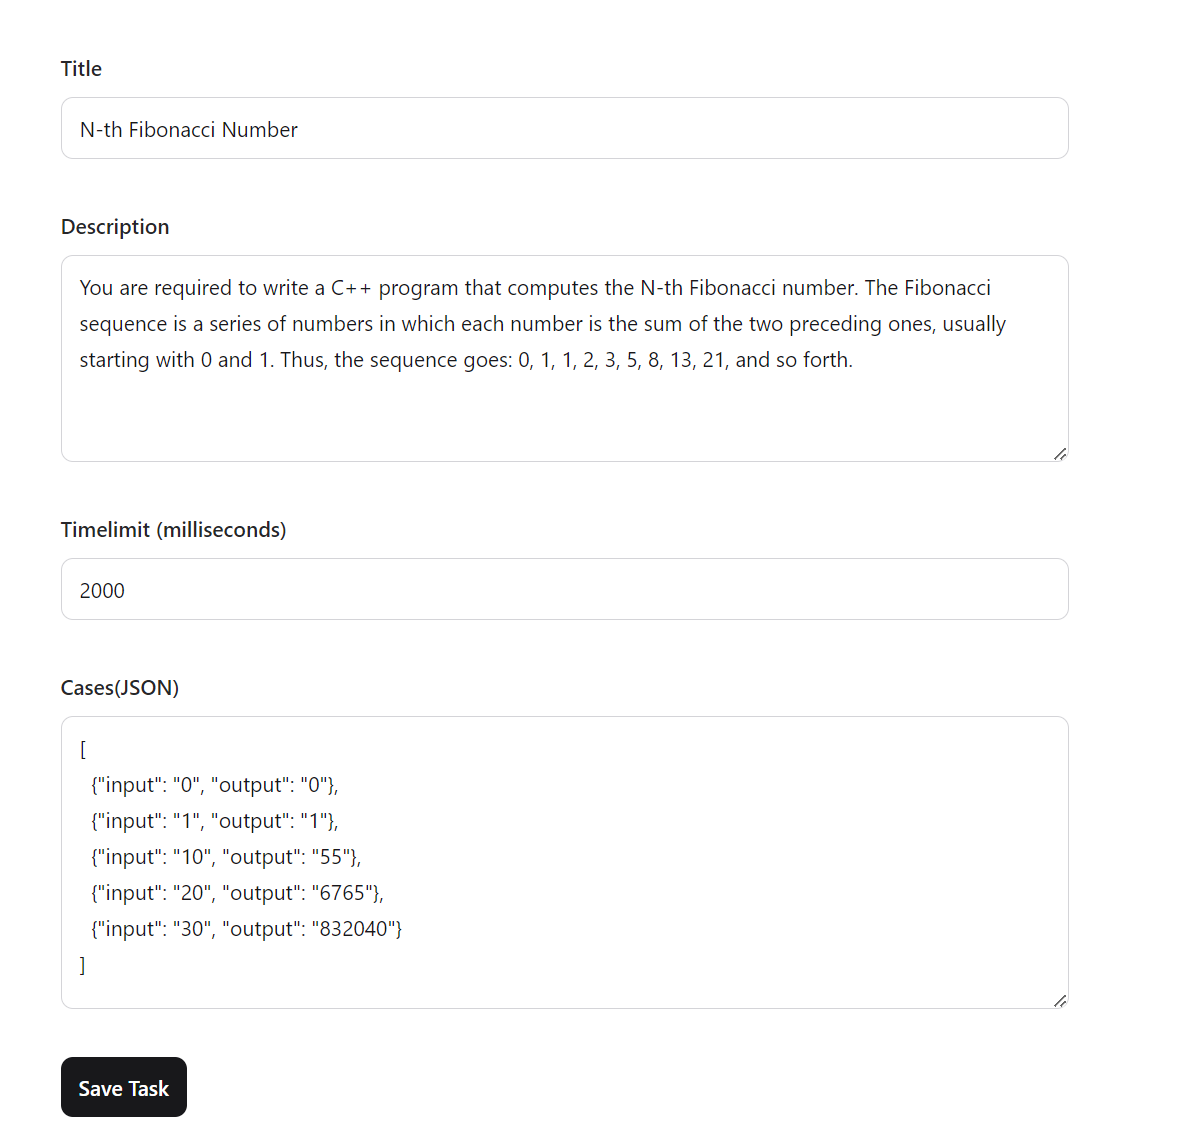 Title
N-th Fibonacci Number
Description
You are required to write a C++ program that computes the N-th Fibonacci number. The Fibonacci
sequence is a series of numbers in which each number is the sum of the two preceding ones, usually
starting with 0 and 1. Thus, the sequence goes: 0, 1, 1, 2, 3, 5, 8, 13, 21, and so forth.
Timelimit (milliseconds)
2000
Cases(JSON)
[
  {"input": "0", "output": "0"},
  {"input": "1", "output": "1"},
  {"input": "10", "output": "55"},
  {"input": "20", "output": "6765"},
  {"input": "30", "output": "832040"}
]
Save Task